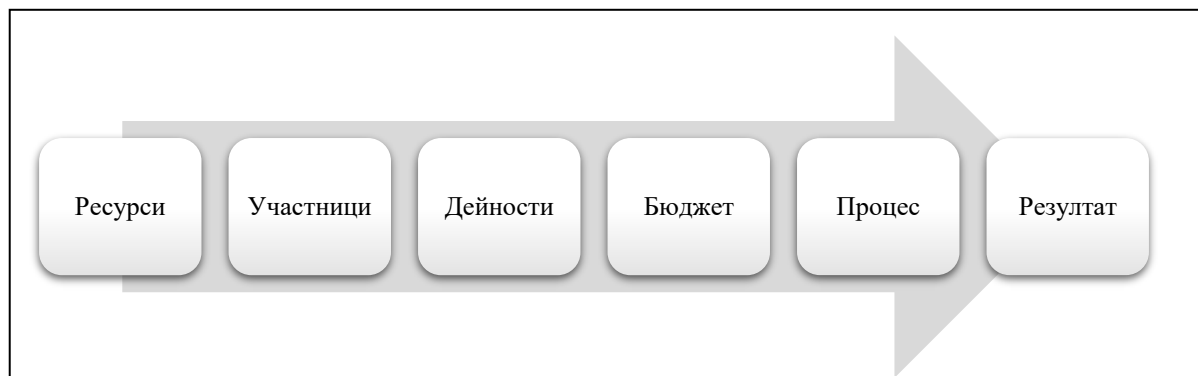 Ресурси
Участници
Дейности
Бюджет
Процес
Резултат